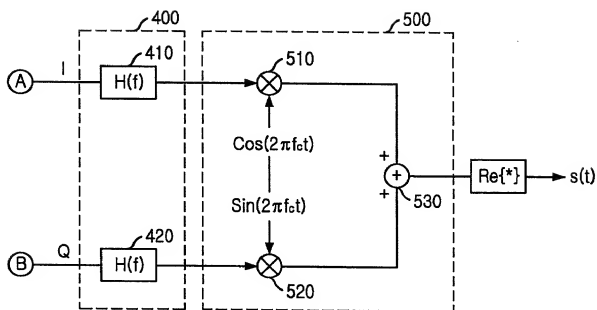 400
500
410
510
A
I
H(f)
Cos(2πfct)
+
+
Re{*}
s(t)
+
530
Sin(2πfct)
420
B
Q
H(f)
520